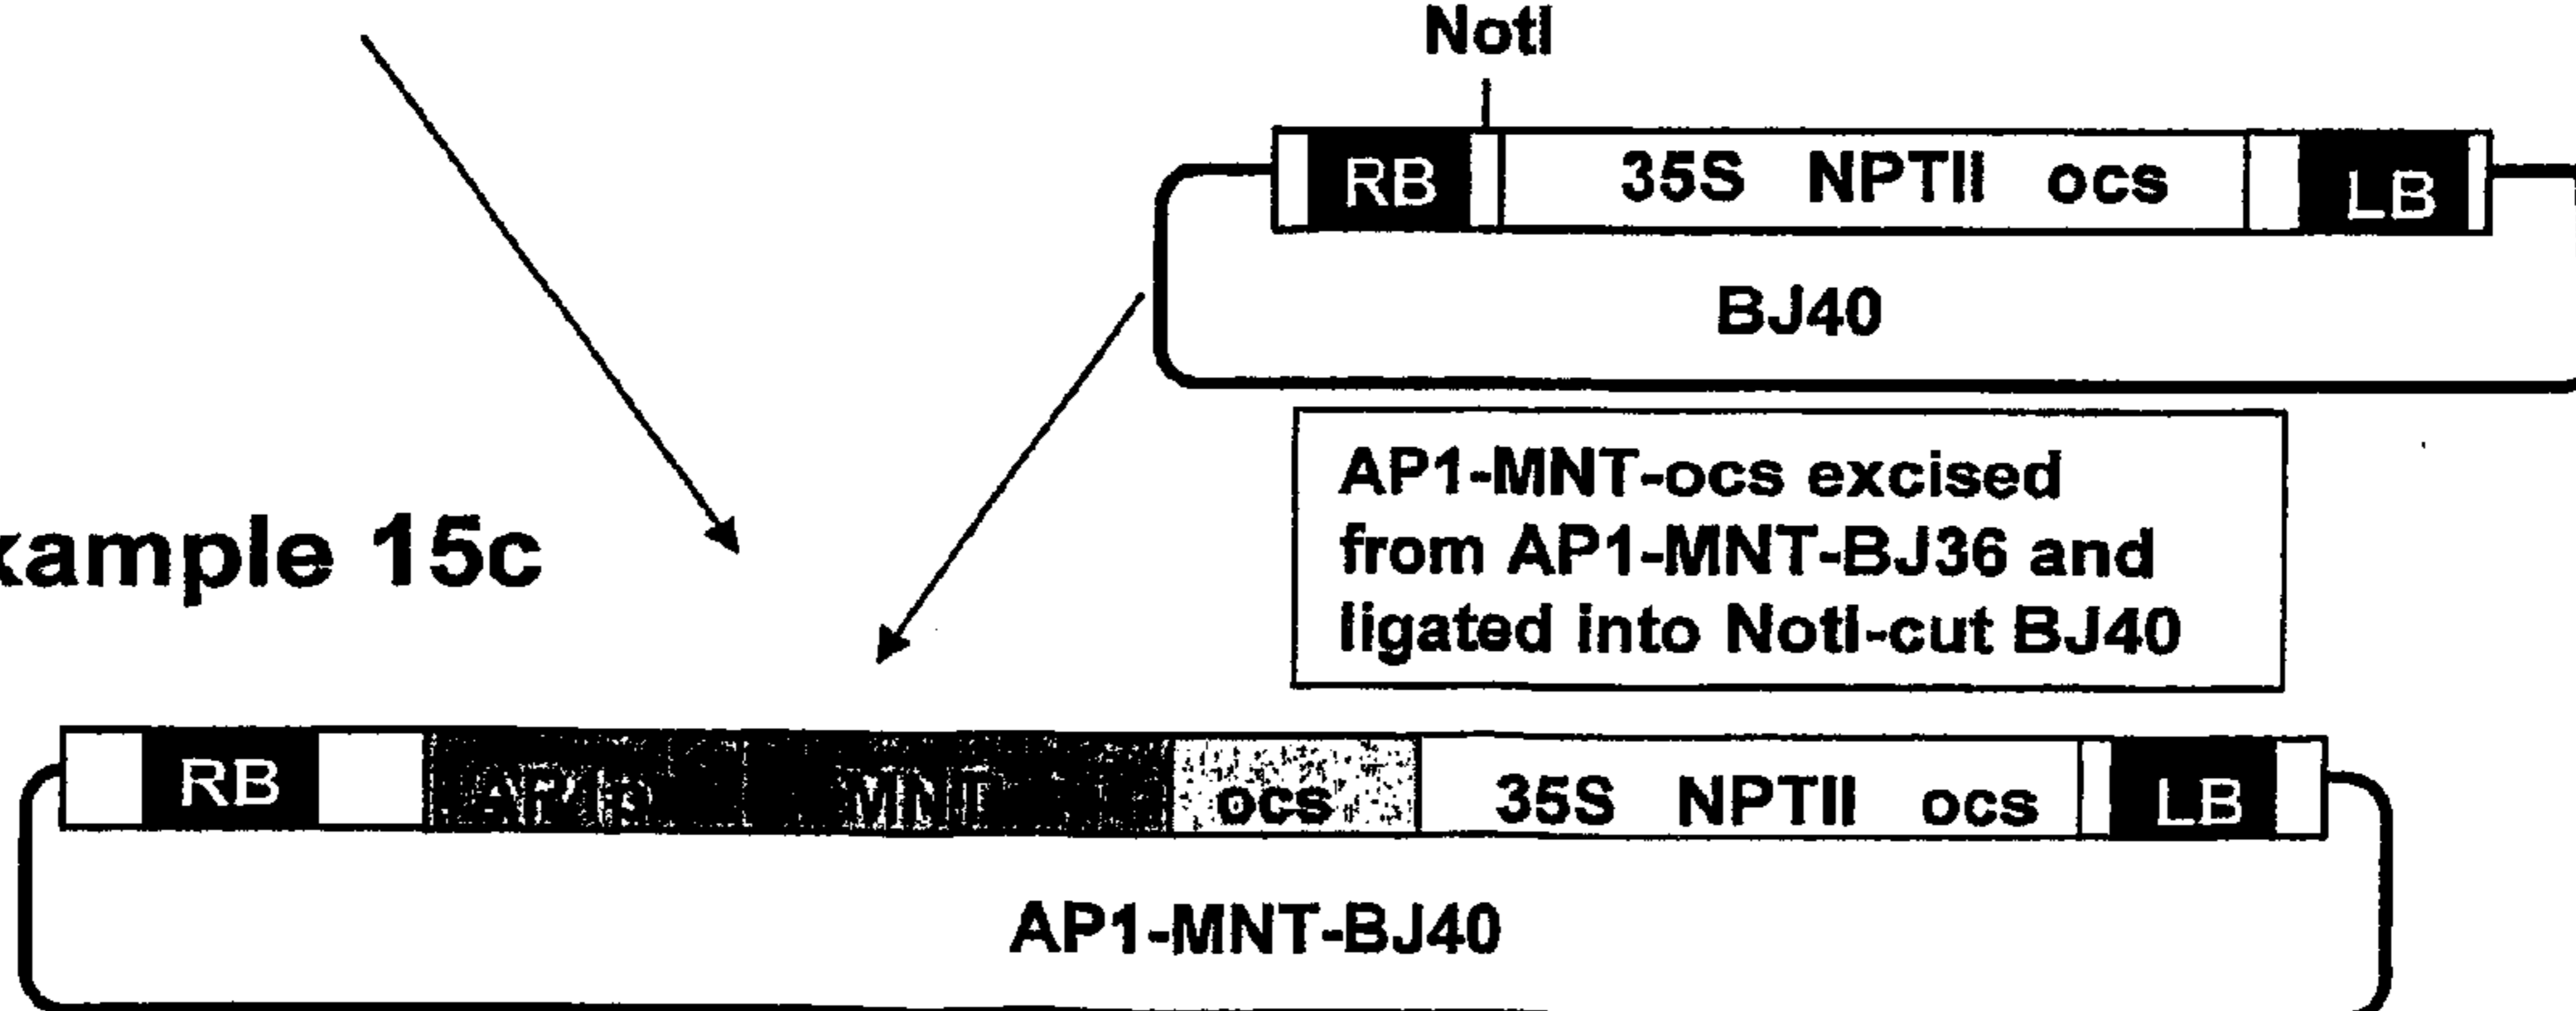 NotI
RB 35S NPTII ocs LB
BJ40
AP1-MNT-ocs excised
from AP1-MNT-BJ36 and
ligated into NotI-cut BJ40
xample 15c
RB AP1p MNT ocs 35S NPTII ocs LB
AP1-MNT-BJ40